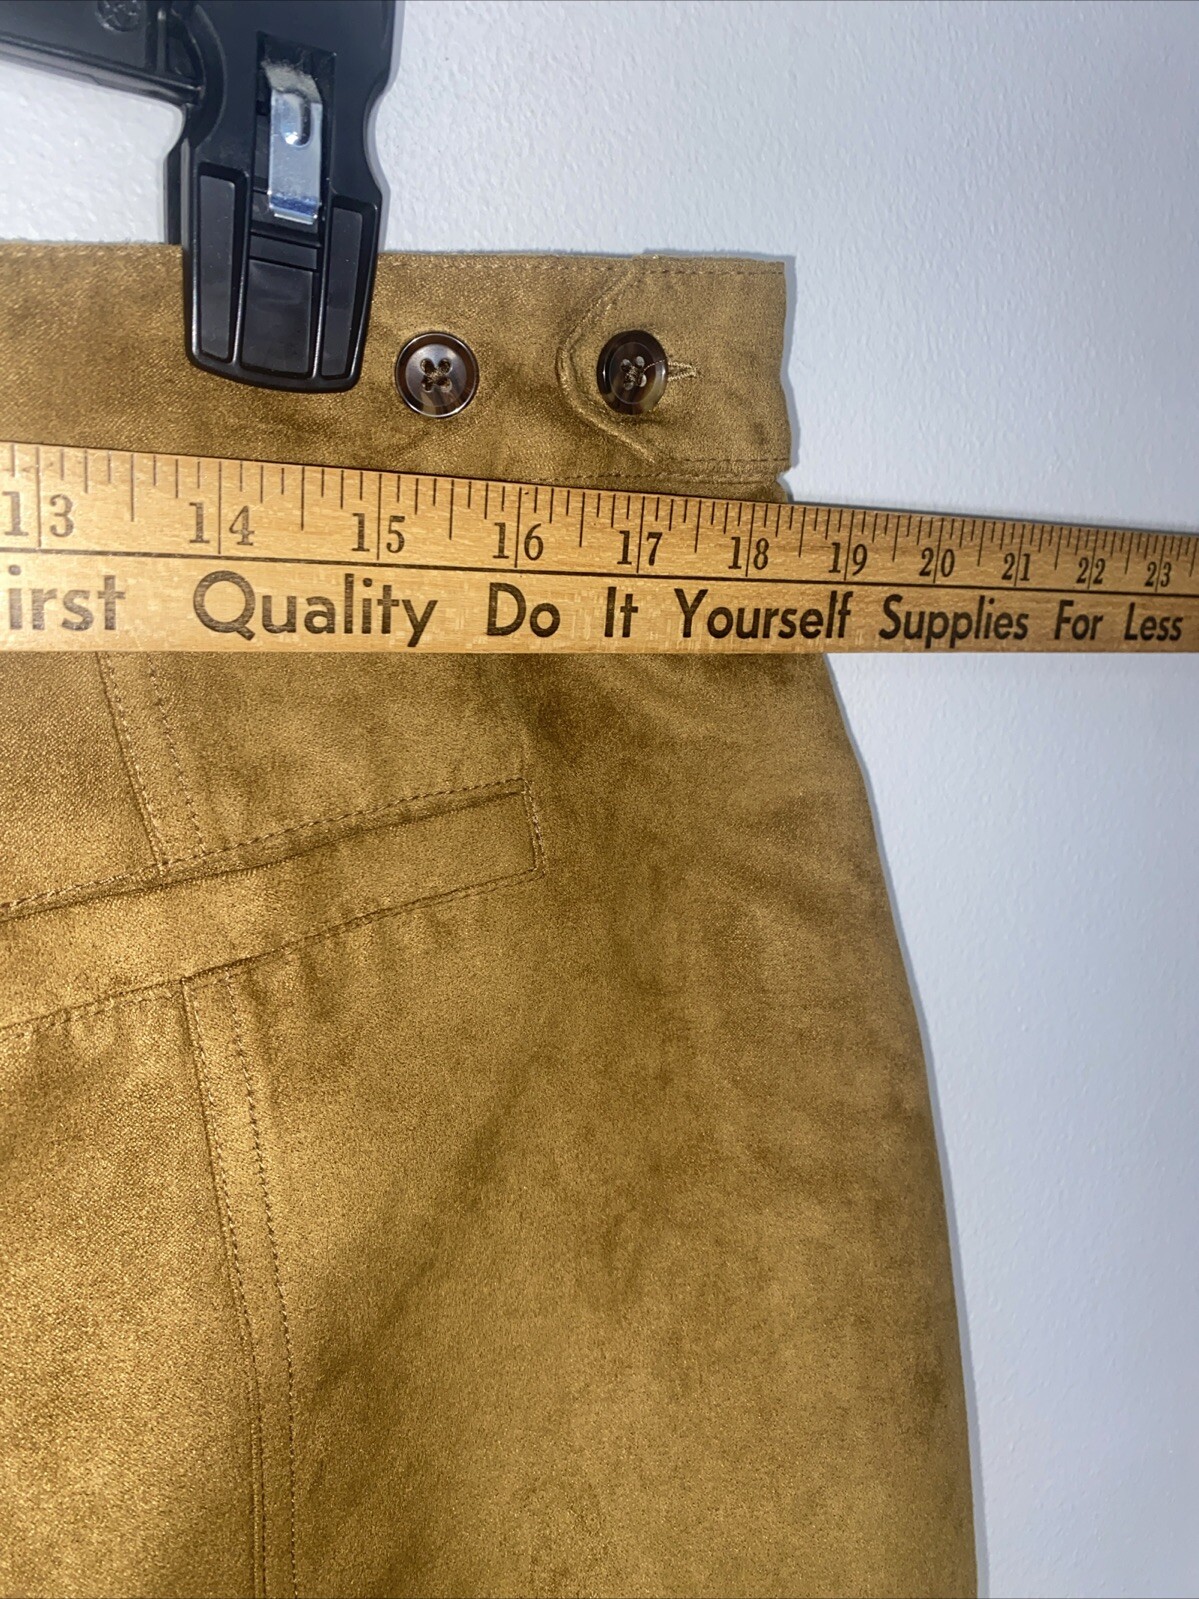 13 14 15 16 17 18 19 20 21 22 23
irst Quality Do It Yourself Supplies For Less